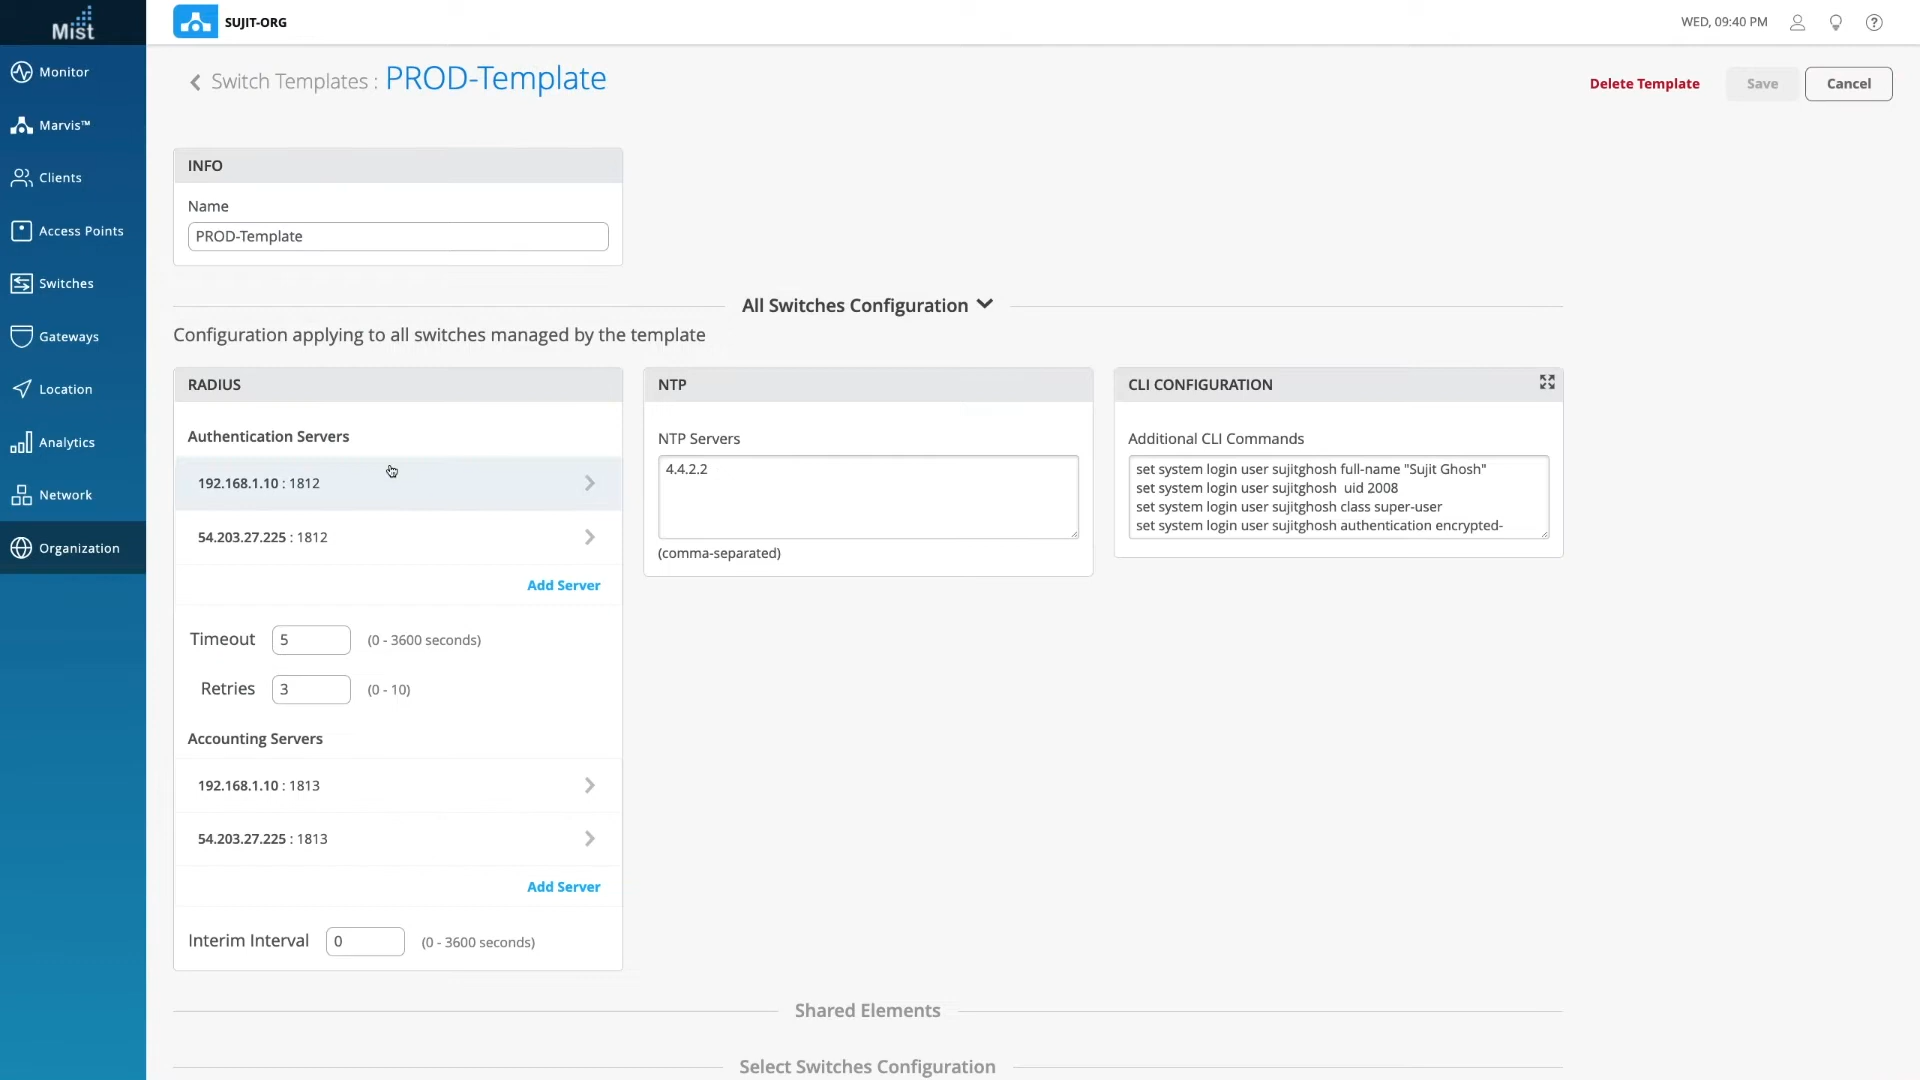 Mist
SUJIT-ORG
WED, 09:40 PM
Monitor
Marvis™
Clients
Access Points
Switches
Gateways
Location
Analytics
Network
Organization
Switch Templates : PROD-Template
Delete Template
Save
Cancel
INFO
Name
PROD-Template
All Switches Configuration
Configuration applying to all switches managed by the template
RADIUS
Authentication Servers
192.168.1.10 : 1812
54.203.27.225 : 1812
Add Server
Timeout 5 (0 - 3600 seconds)
Retries 3 (0 - 10)
Accounting Servers
192.168.1.10 : 1813
54.203.27.225 : 1813
Add Server
Interim Interval 0 (0 - 3600 seconds)
NTP
NTP Servers
4.4.2.2
(comma-separated)
CLI CONFIGURATION
Additional CLI Commands
set system login user sujitghosh full-name "Sujit Ghosh"
set system login user sujitghosh  uid 2008
set system login user sujitghosh class super-user
set system login user sujitghosh authentication encrypted-
Shared Elements
Select Switches Configuration